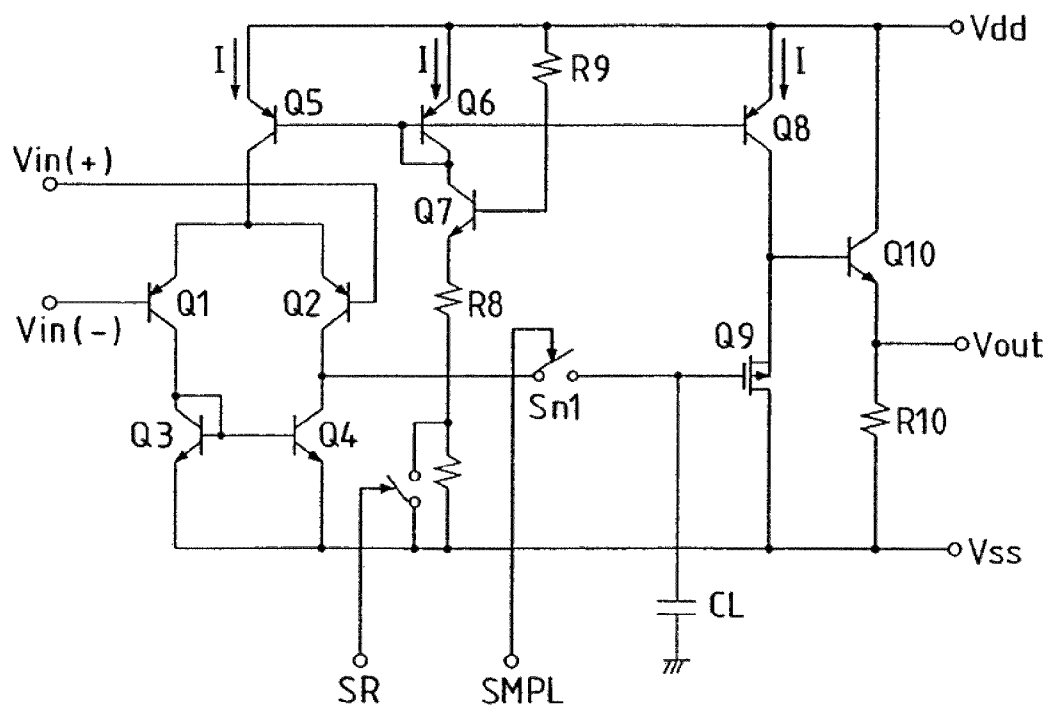 Vdd
I
I
R9
I
Q5
Q6
Q8
Vin(+)
Q7
Q10
Q1
Q2
R8
Vin(-)
Q9
Vout
Sn1
Q3
Q4
R10
Vss
CL
SR
SMPL